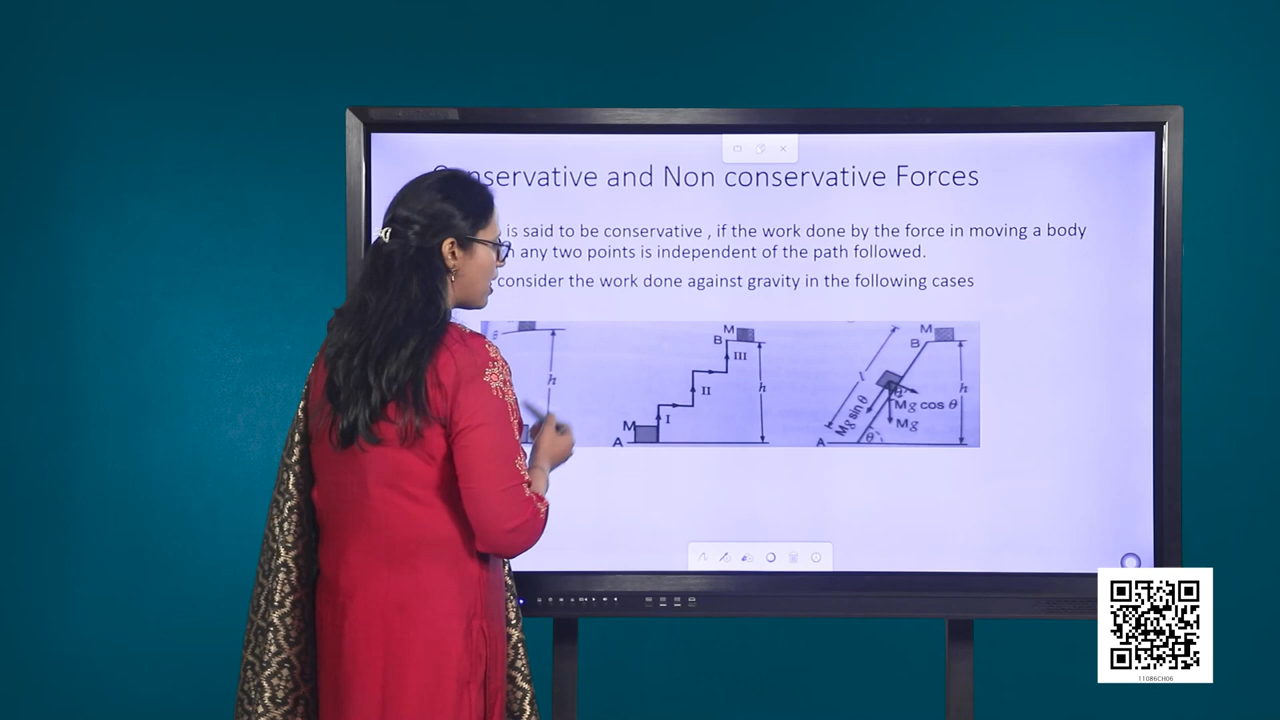 nservative and Non conservative Forces
is said to be conservative , if the work done by the force in moving a body
any two points is independent of the path followed.
consider the work done against gravity in the following cases
B
h
M
B
III
II
I
M
A
h
M
B
l
θ
Mg sin θ
Mg cos θ
Mg
θ
A
h
11086CH06